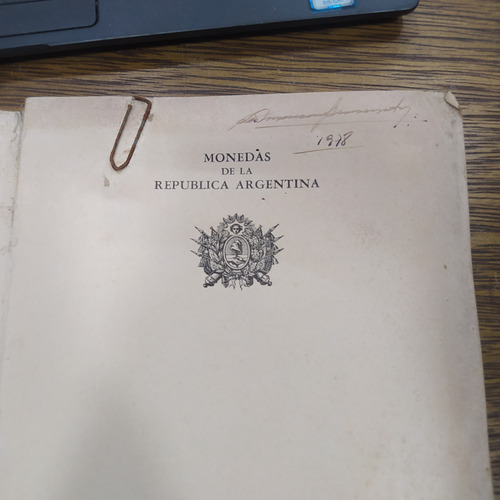 1978
MONEDAS
DE LA
REPUBLICA ARGENTINA